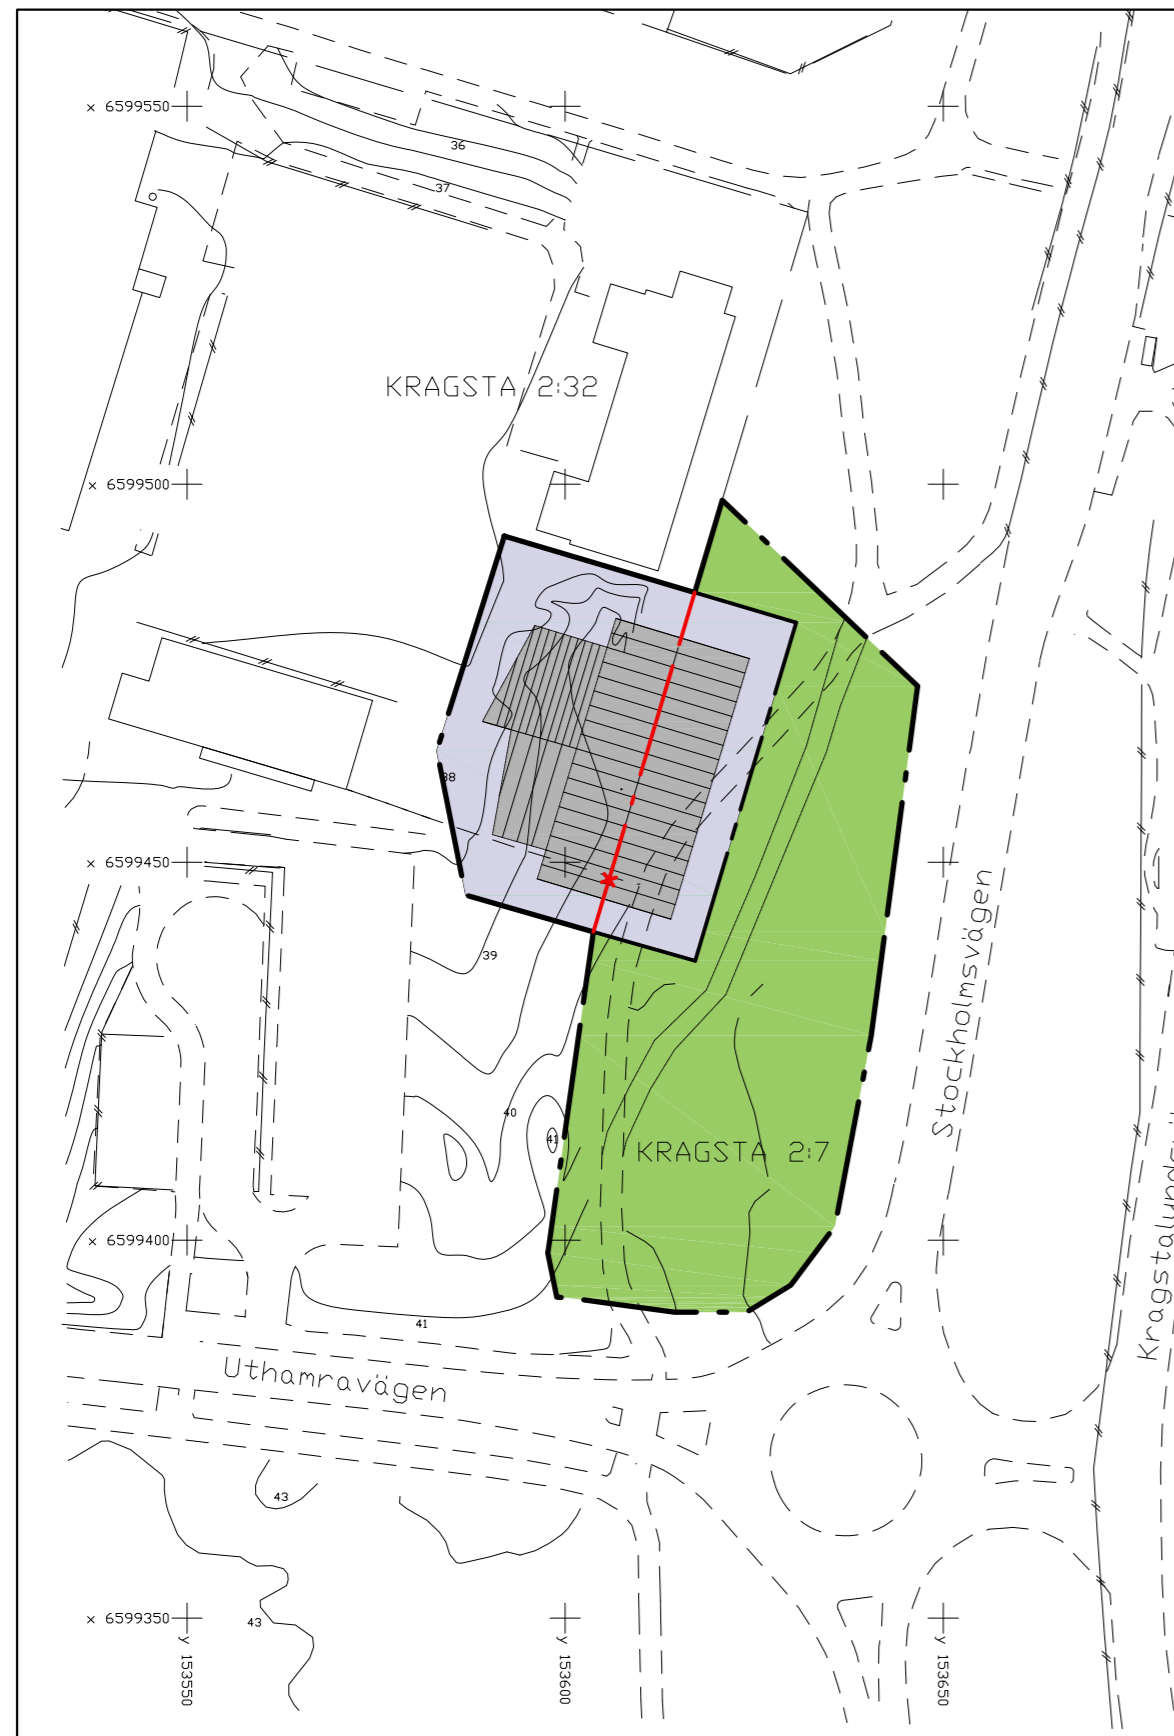 x 6599550
36
37
KRAGSTA 2:32
x 6599500
38
x 6599450
39
Stockholmsvägen
40
41
KRAGSTA 2:7
x 6599400
41
Uthamravägen
43
x 6599350
43
y 153550
y 153600
y 153650